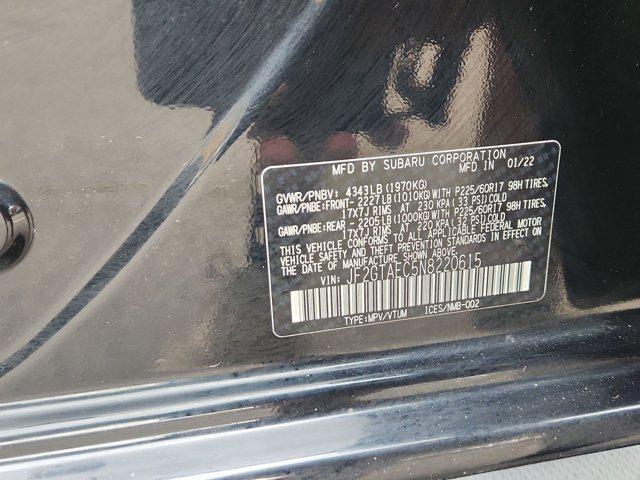 MFD BY SUBARU CORPORATION
MFD IN 01/22
GVWR/PNBV: 4343LB (1970KG)
GAWR/PNBE:FRONT-2227LB(1010KG)WITH P225/60R17 98H TIRES,
17X7J RIMS AT 230 KPA (33 PSI)COLD
GAWR/PNBE:REAR -2205LB(1000KG)WITH P225/60R17 98H TIRES,
17X7J RIMS AT 220 KPA (32 PSI)COLD
THIS VEHICLE CONFORMS TO ALL APPLICABLE FEDERAL MOTOR
VEHICLE SAFETY AND THEFT PREVENTION STANDARDS IN EFFECT ON
THE DATE OF MANUFACTURE SHOWN ABOVE.
VIN: JF2GTAEC5N8220615
TYPE:MPV/VTUM ICES/NMB-002